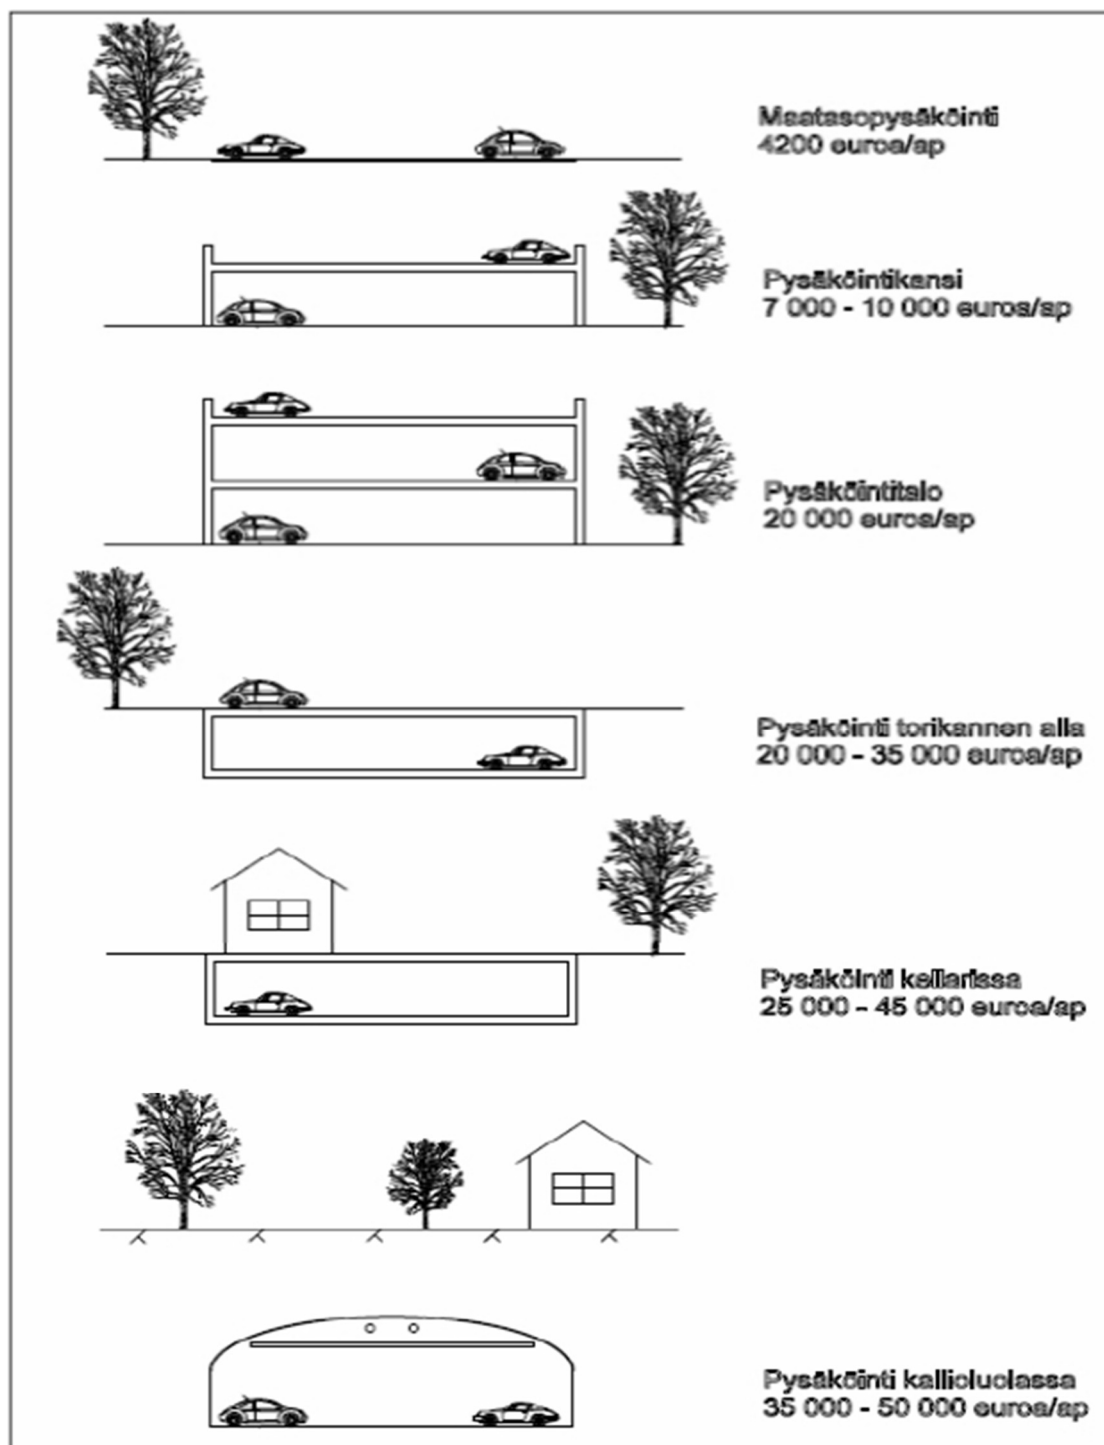 Maatasopysäköinti
4200 euroa/ap
Pysäköintikansi
7 000 - 10 000 euroa/ap
Pysäköintitalo
20 000 euroa/ap
Pysäköinti torikannen alla
20 000 - 35 000 euroa/ap
Pysäköinti kellarissa
25 000 - 45 000 euroa/ap
Pysäköinti kallioluolassa
35 000 - 50 000 euroa/ap